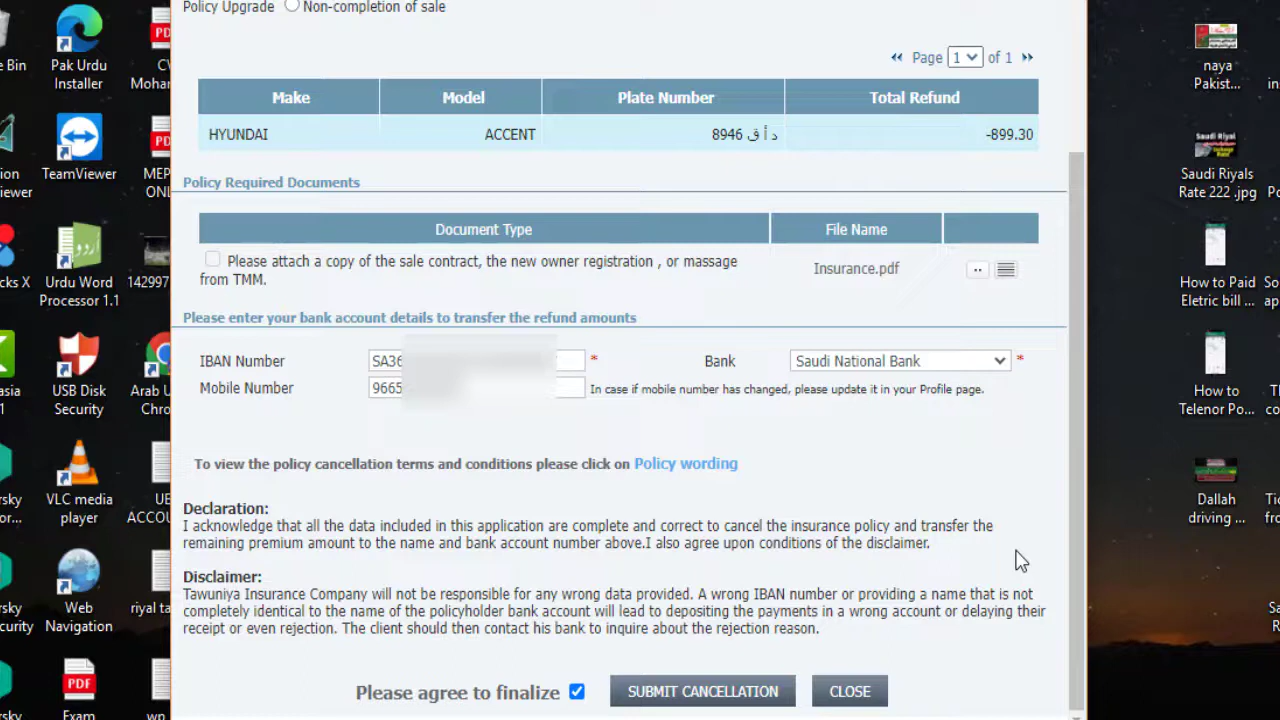 Policy Upgrade Non-completion of sale
Page 1 of 1
Make Model Plate Number Total Refund
HYUNDAI ACCENT 8946 د أ ق -899.30
Policy Required Documents
Document Type File Name
Please attach a copy of the sale contract, the new owner registration , or massage
from TMM.
Insurance.pdf
Please enter your bank account details to transfer the refund amounts
IBAN Number SA36 * Bank Saudi National Bank *
Mobile Number 9665 In case if mobile number has changed, please update it in your Profile page.
To view the policy cancellation terms and conditions please click on Policy wording
Declaration:
I acknowledge that all the data included in this application are complete and correct to cancel the insurance policy and transfer the
remaining premium amount to the name and bank account number above.I also agree upon conditions of the disclaimer.
Disclaimer:
Tawuniya Insurance Company will not be responsible for any wrong data provided. A wrong IBAN number or providing a name that is not
completely identical to the name of the policyholder bank account will lead to depositing the payments in a wrong account or delaying their
receipt or even rejection. The client should then contact his bank to inquire about the rejection reason.
Please agree to finalize SUBMIT CANCELLATION CLOSE
e Bin
Pak Urdu
Installer
TeamViewer
Urdu Word
Processor 1.1
USB Disk
Security
VLC media
player
Web
Navigation
PDF
Exam
142997
riyal
wp
naya
Pakist...
Saudi Riyals
Rate 222 .jpg
How to Paid
Eletric bill ...
How to
Telenor Po...
Dallah
driving ...